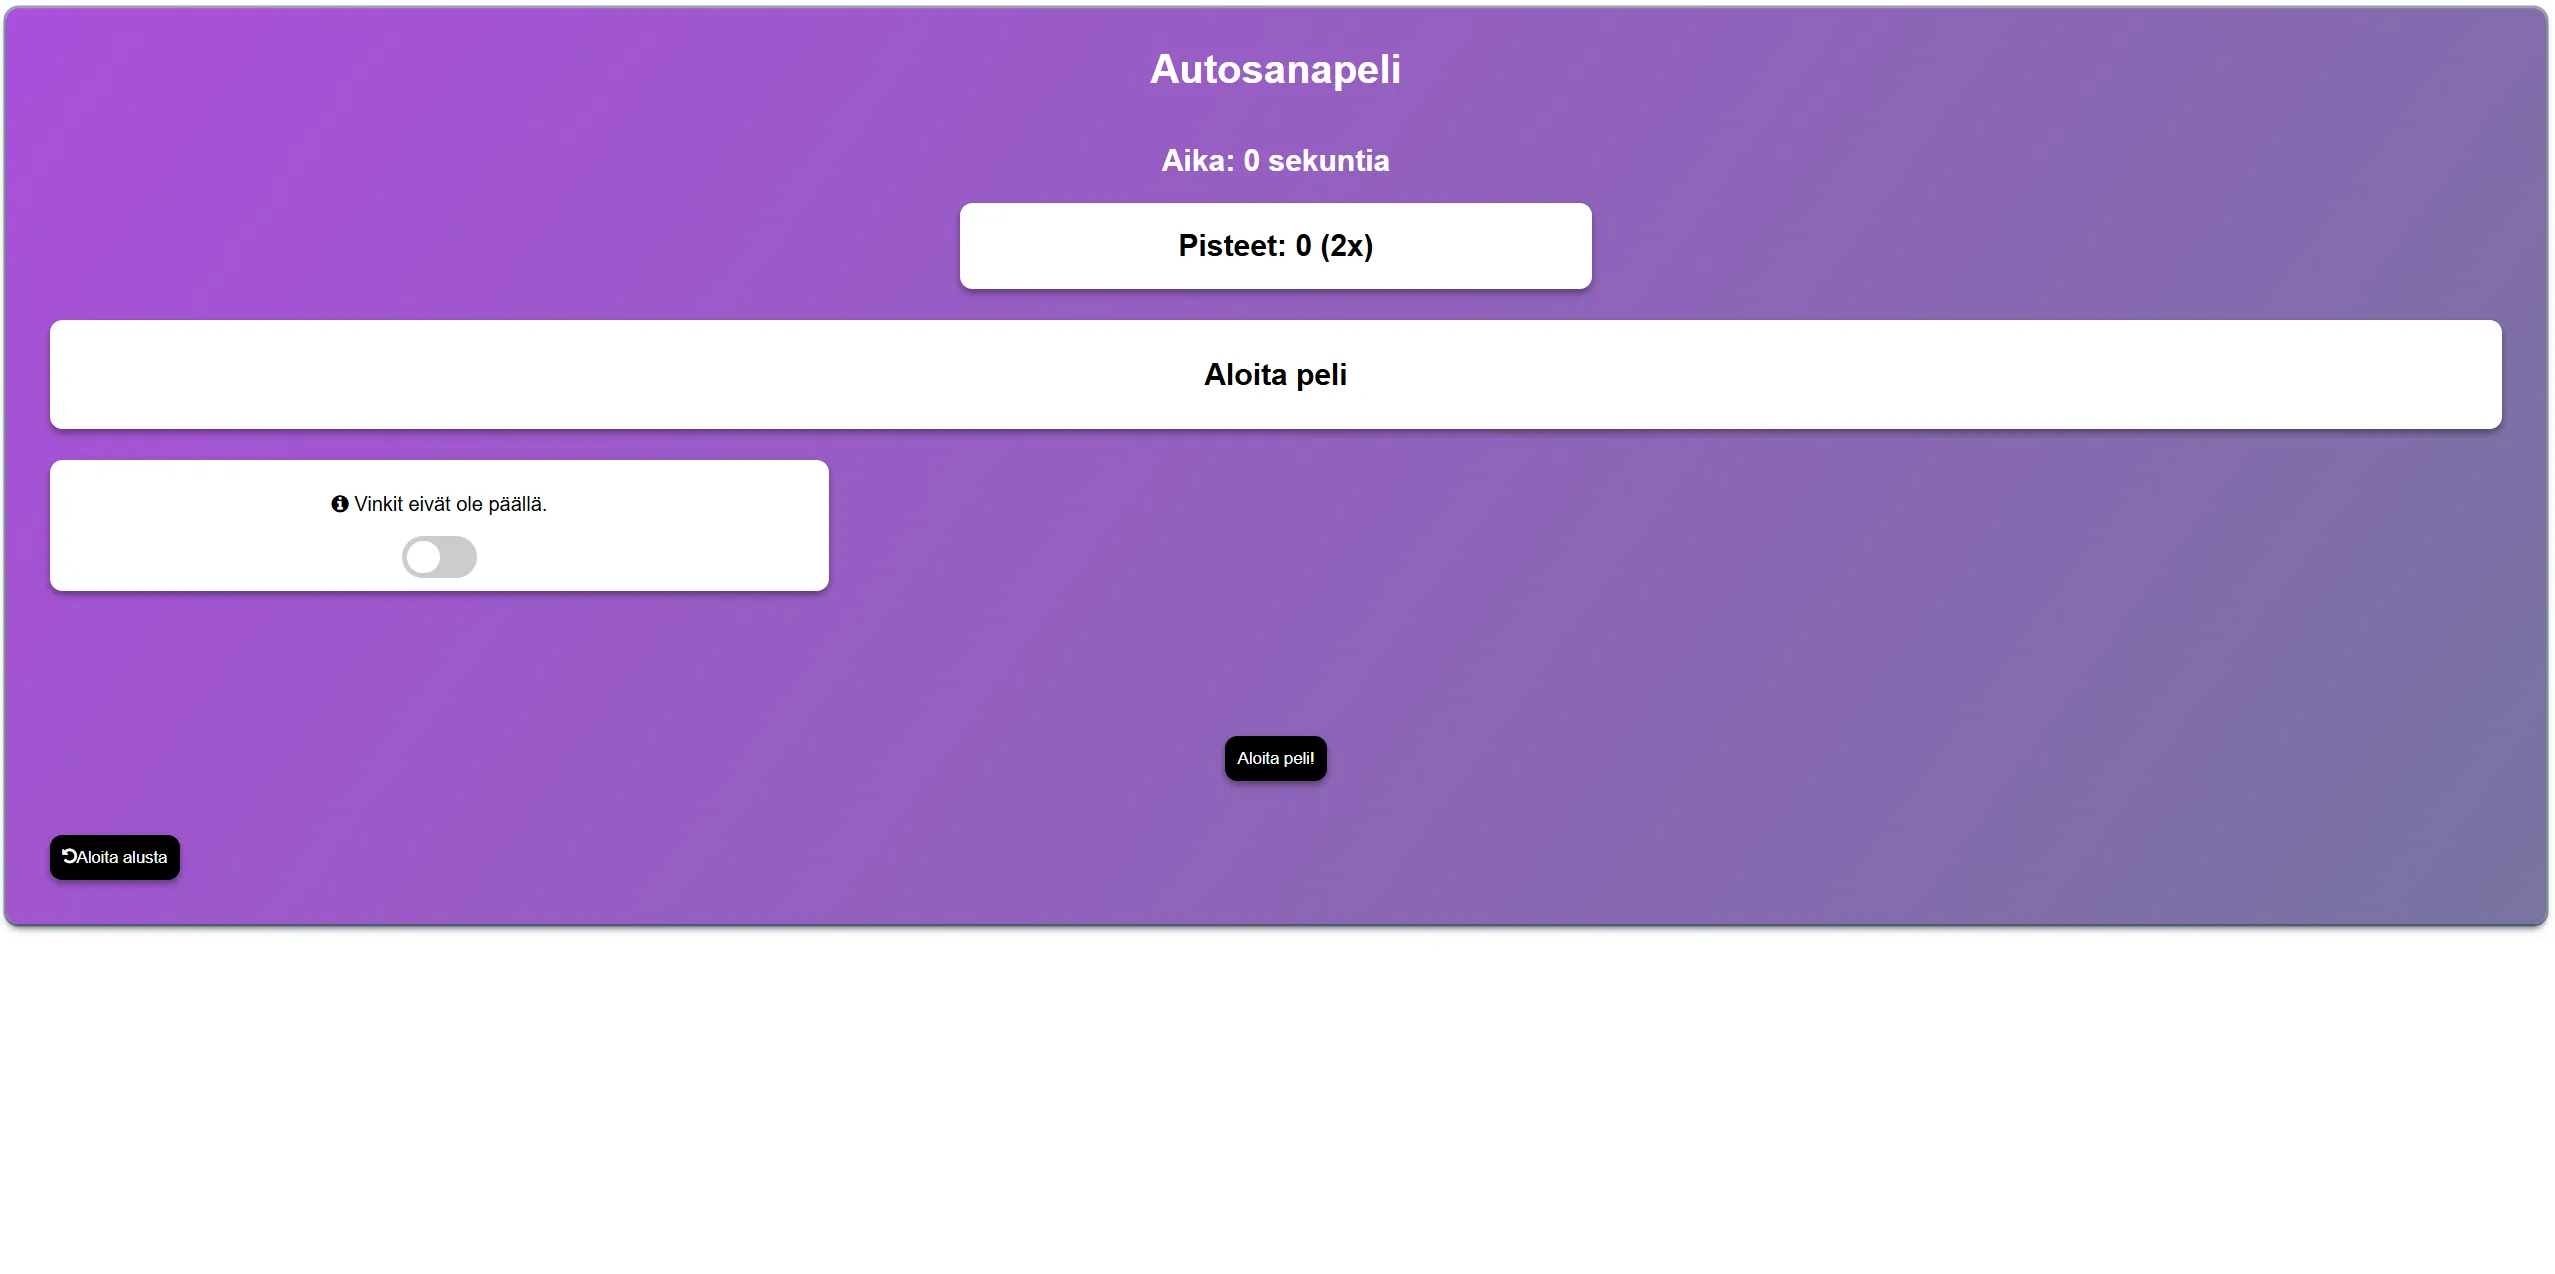 Autosanapeli
Aika: 0 sekuntia
Pisteet: 0 (2x)
Aloita peli
Vinkit eivät ole päällä.
Aloita peli!
Aloita alusta